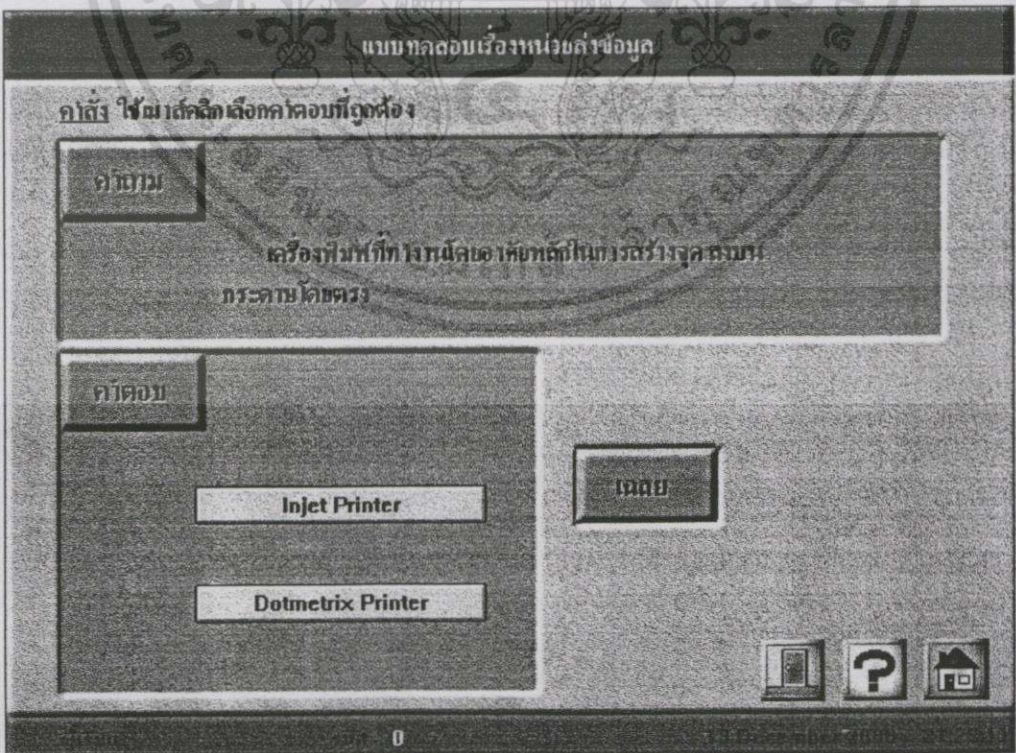 แบบทดสอบเรื่องหน่วยส่งข้อมูล
คำสั่ง ใช้เมาส์คลิกเลือกคำตอบที่ถูกต้อง
คำถาม
เครื่องพิมพ์ที่ทำงานโดยอาศัยหลักในการสร้างจุด ลงบน
กระดาษโดยตรง
คำตอบ
Injet Printer
เฉลย
Dotmetrix Printer
0